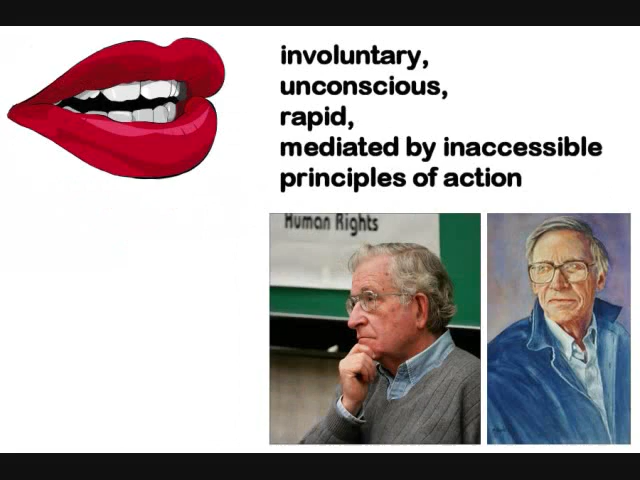 involuntary,
unconscious,
rapid,
mediated by inaccessible
principles of action
Human Rights